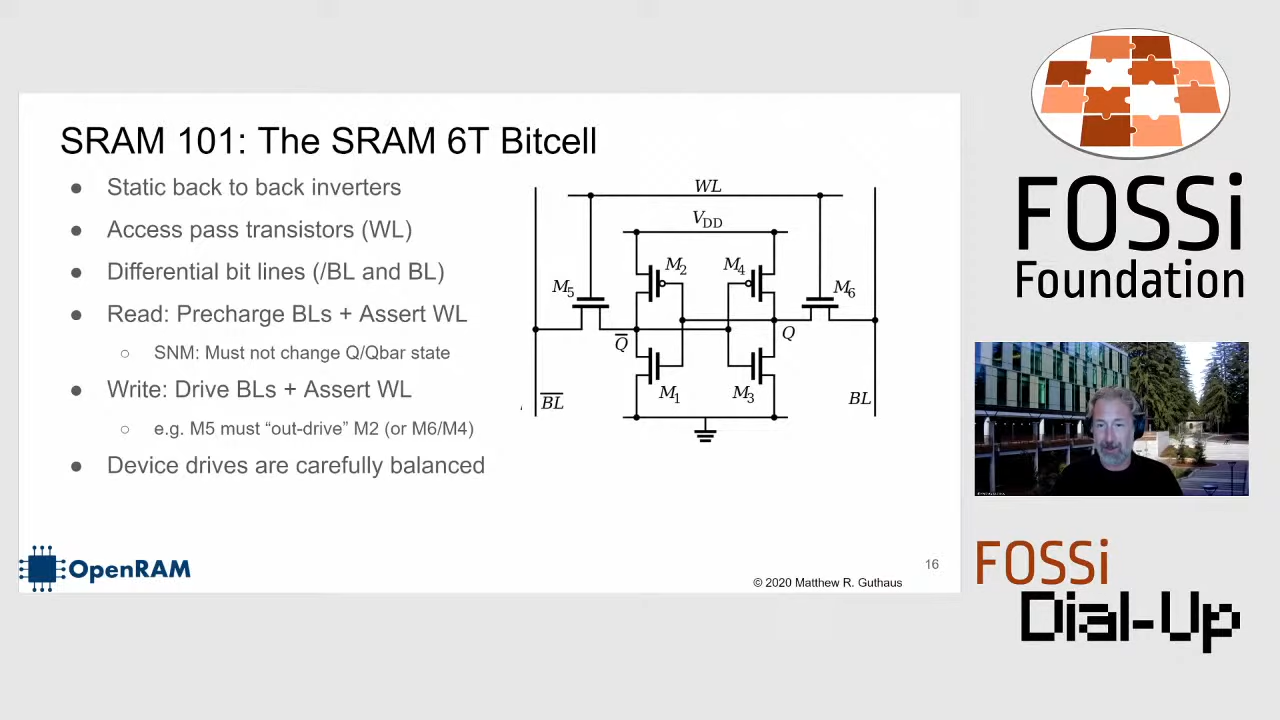 SRAM 101: The SRAM 6T Bitcell
● Static back to back inverters
● Access pass transistors (WL)
● Differential bit lines (/BL and BL)
● Read: Precharge BLs + Assert WL
○ SNM: Must not change Q/Qbar state
● Write: Drive BLs + Assert WL
○ e.g. M5 must “out-drive” M2 (or M6/M4)
● Device drives are carefully balanced
WL
V_DD
M2
M4
M5
M6
Q̅
Q
M1
M3
B̅L̅
BL
OpenRAM
16
© 2020 Matthew R. Guthaus
FOSSi
Foundation
FOSSi
Dial-Up